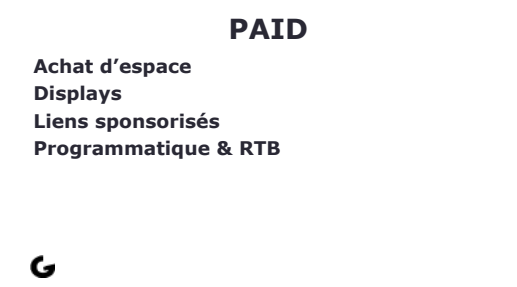 PAID
Achat d’espace
Displays
Liens sponsorisés
Programmatique & RTB
G